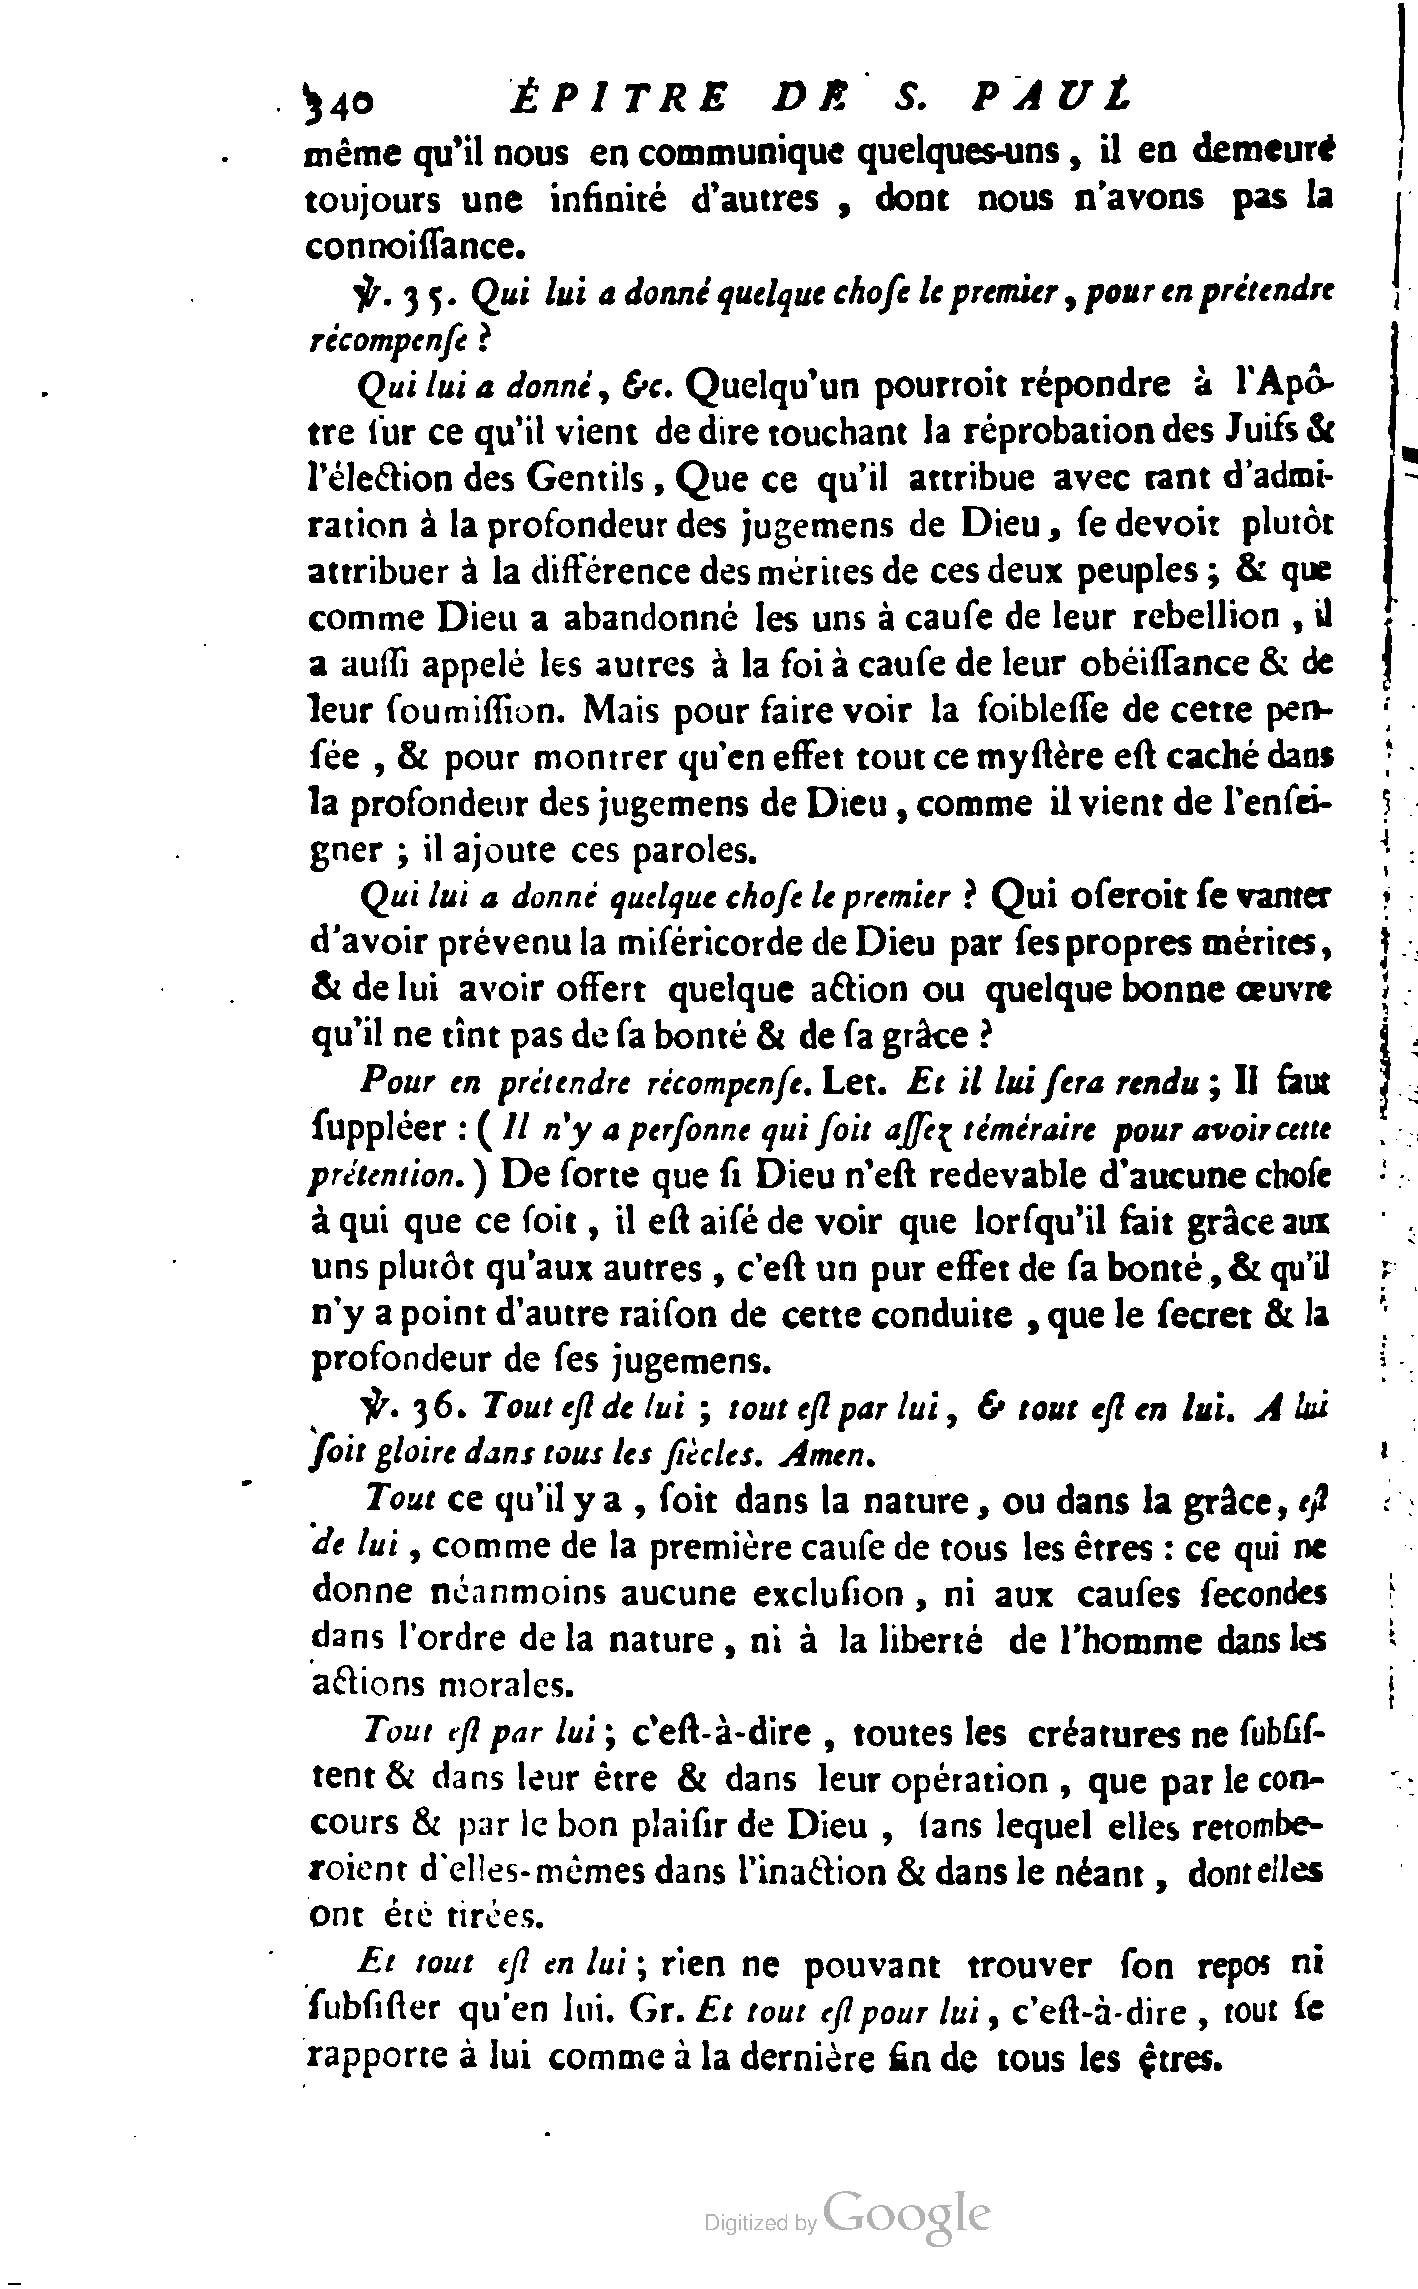 340 ÉPITRE DE S. PAUL
même qu'il nous en communique quelques-uns, il en demeure
toujours une infinité d'autres, dont nous n'avons pas la
connoiſſance.
℣. 35. Qui lui a donné quelque choſe le premier, pour en prétendre
récompenſe ?
Qui lui a donné, &c. Quelqu'un pourroit répondre à l'Apô-
tre ſur ce qu'il vient de dire touchant la réprobation des Juifs &
l'élection des Gentils, Que ce qu'il attribue avec tant d'admi-
ration à la profondeur des jugemens de Dieu, ſe devoit plutôt
attribuer à la différence des mérites de ces deux peuples ; & que
comme Dieu a abandonné les uns à cauſe de leur rebellion, il
a auſſi appelé les autres à la foi à cauſe de leur obéiſſance & de
leur ſoumiſſion. Mais pour faire voir la foibleſſe de cette pen-
ſée, & pour montrer qu'en effet tout ce myſtère eſt caché dans
la profondeur des jugemens de Dieu, comme il vient de l'enſei-
gner ; il ajoute ces paroles.
Qui lui a donné quelque choſe le premier ? Qui oſeroit ſe vanter
d'avoir prévenu la miſéricorde de Dieu par ſes propres mérites,
& de lui avoir offert quelque action ou quelque bonne œuvre
qu'il ne tînt pas de ſa bonté & de ſa grâce ?
Pour en prétendre récompenſe. Let. Et il lui ſera rendu ; Il faut
ſuppléer : ( Il n'y a perſonne qui ſoit aſſez téméraire pour avoir cette
prétention. ) De ſorte que ſi Dieu n'eſt redevable d'aucune choſe
à qui que ce ſoit, il eſt aiſé de voir que lorſqu'il fait grâce aux
uns plutôt qu'aux autres, c'eſt un pur effet de ſa bonté, & qu'il
n'y a point d'autre raiſon de cette conduite, que le ſecret & la
profondeur de ſes jugemens.
℣. 36. Tout eſt de lui ; tout eſt par lui, & tout eſt en lui. A lui
ſoit gloire dans tous les ſiècles. Amen.
Tout ce qu'il y a, ſoit dans la nature, ou dans la grâce, eſt
de lui, comme de la première cauſe de tous les êtres : ce qui ne
donne néanmoins aucune excluſion, ni aux cauſes ſecondes
dans l'ordre de la nature, ni à la liberté de l'homme dans les
actions morales.
Tout eſt par lui ; c'eſt-à-dire, toutes les créatures ne ſubſiſ-
tent & dans leur être & dans leur opération, que par le con-
cours & par le bon plaiſir de Dieu, ſans lequel elles retombe-
roient d'elles-mêmes dans l'inaction & dans le néant, dont elles
ont été tirées.
Et tout eſt en lui ; rien ne pouvant trouver ſon repos ni
ſubſiſter qu'en lui. Gr. Et tout eſt pour lui, c'eſt-à-dire, tout ſe
rapporte à lui comme à la dernière fin de tous les êtres.
Digitized by Google